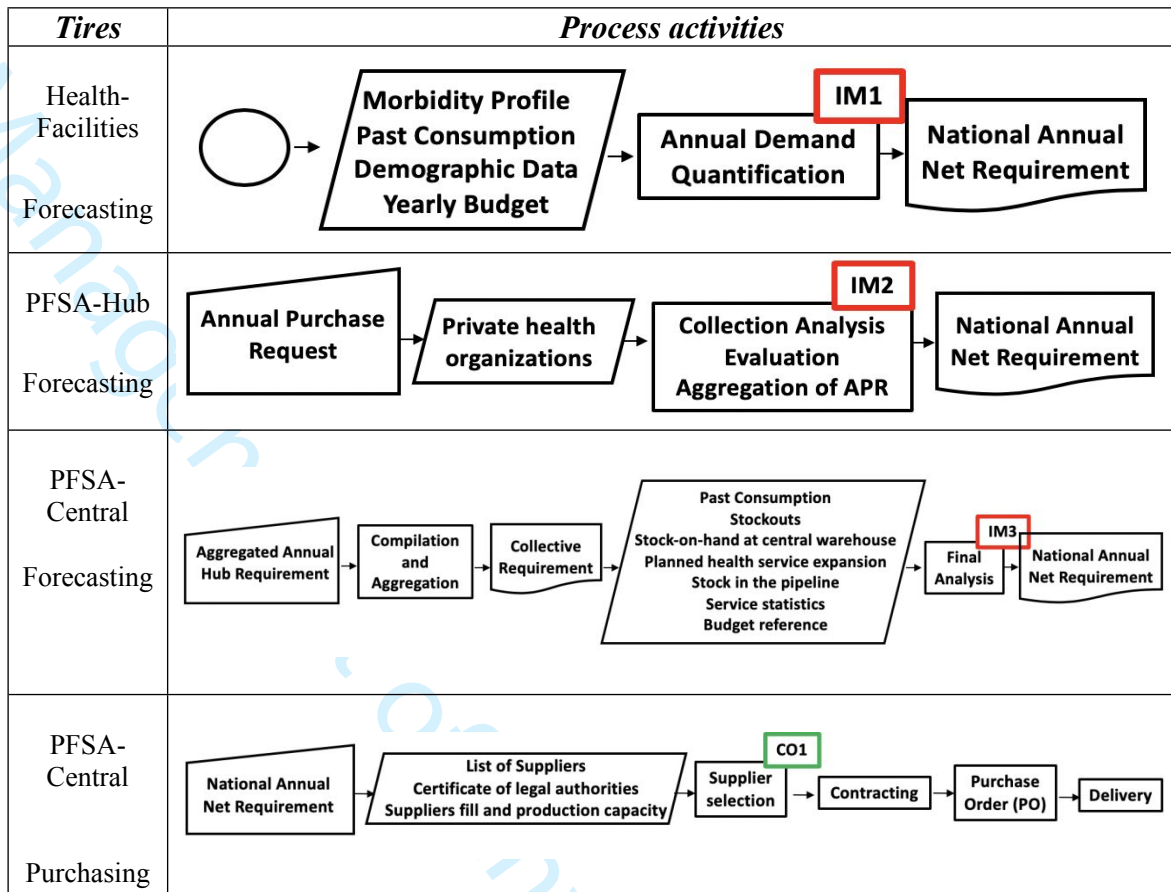 Tires
Process activities
Health-
Facilities
Forecasting
Morbidity Profile
Past Consumption
Demographic Data
Yearly Budget
IM1
Annual Demand
Quantification
National Annual
Net Requirement
PFSA-Hub
Forecasting
Annual Purchase
Request
Private health
organizations
IM2
Collection Analysis
Evaluation
Aggregation of APR
National Annual
Net Requirement
PFSA-
Central
Forecasting
Aggregated Annual
Hub Requirement
Compilation
and
Aggregation
Collective
Requirement
Past Consumption
Stockouts
Stock-on-hand at central warehouse
Planned health service expansion
Stock in the pipeline
Service statistics
Budget reference
IM3
Final
Analysis
National Annual
Net Requirement
PFSA-
Central
Purchasing
National Annual
Net Requirement
List of Suppliers
Certificate of legal authorities
Suppliers fill and production capacity
CO1
Supplier
selection
Contracting
Purchase
Order (PO)
Delivery